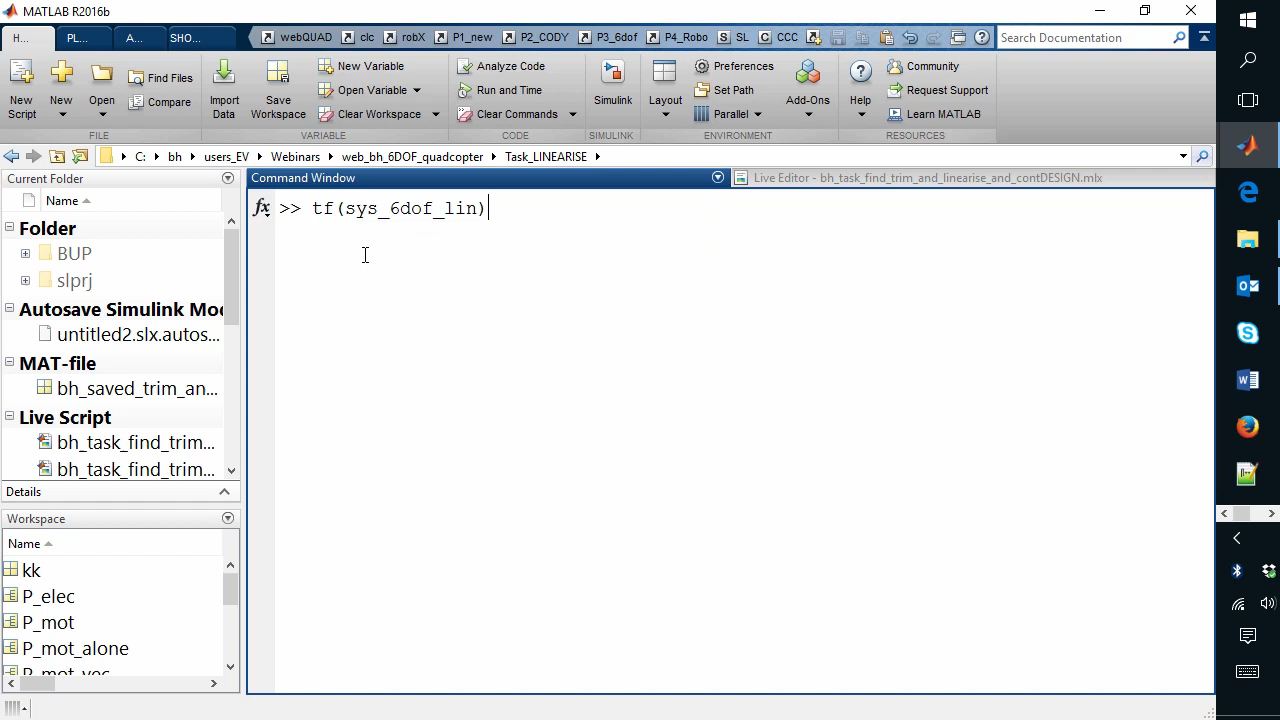 MATLAB R2016b
H...
PL...
A...
SHO...
webQUAD
clc
robX
P1_new
P2_CODY
P3_6dof
P4_Robo
SL
CCC
Search Documentation
New Script
New
Open
Find Files
Compare
Import Data
Save Workspace
New Variable
Open Variable
Clear Workspace
Analyze Code
Run and Time
Clear Commands
Simulink
Layout
Preferences
Set Path
Parallel
Add-Ons
Help
Community
Request Support
Learn MATLAB
FILE
VARIABLE
CODE
SIMULINK
ENVIRONMENT
RESOURCES
C: bh users_EV Webinars web_bh_6DOF_quadcopter Task_LINEARISE
Current Folder
Name
Folder
BUP
slprj
Autosave Simulink Mod
untitled2.slx.autos...
MAT-file
bh_saved_trim_an...
Live Script
bh_task_find_trim...
bh_task_find_trim...
Details
Workspace
Name
kk
P_elec
P_mot
P_mot_alone
P_mot_vec
Command Window
Live Editor - bh_task_find_trim_and_linearise_and_contDESIGN.mlx
fx >> tf(sys_6dof_lin)